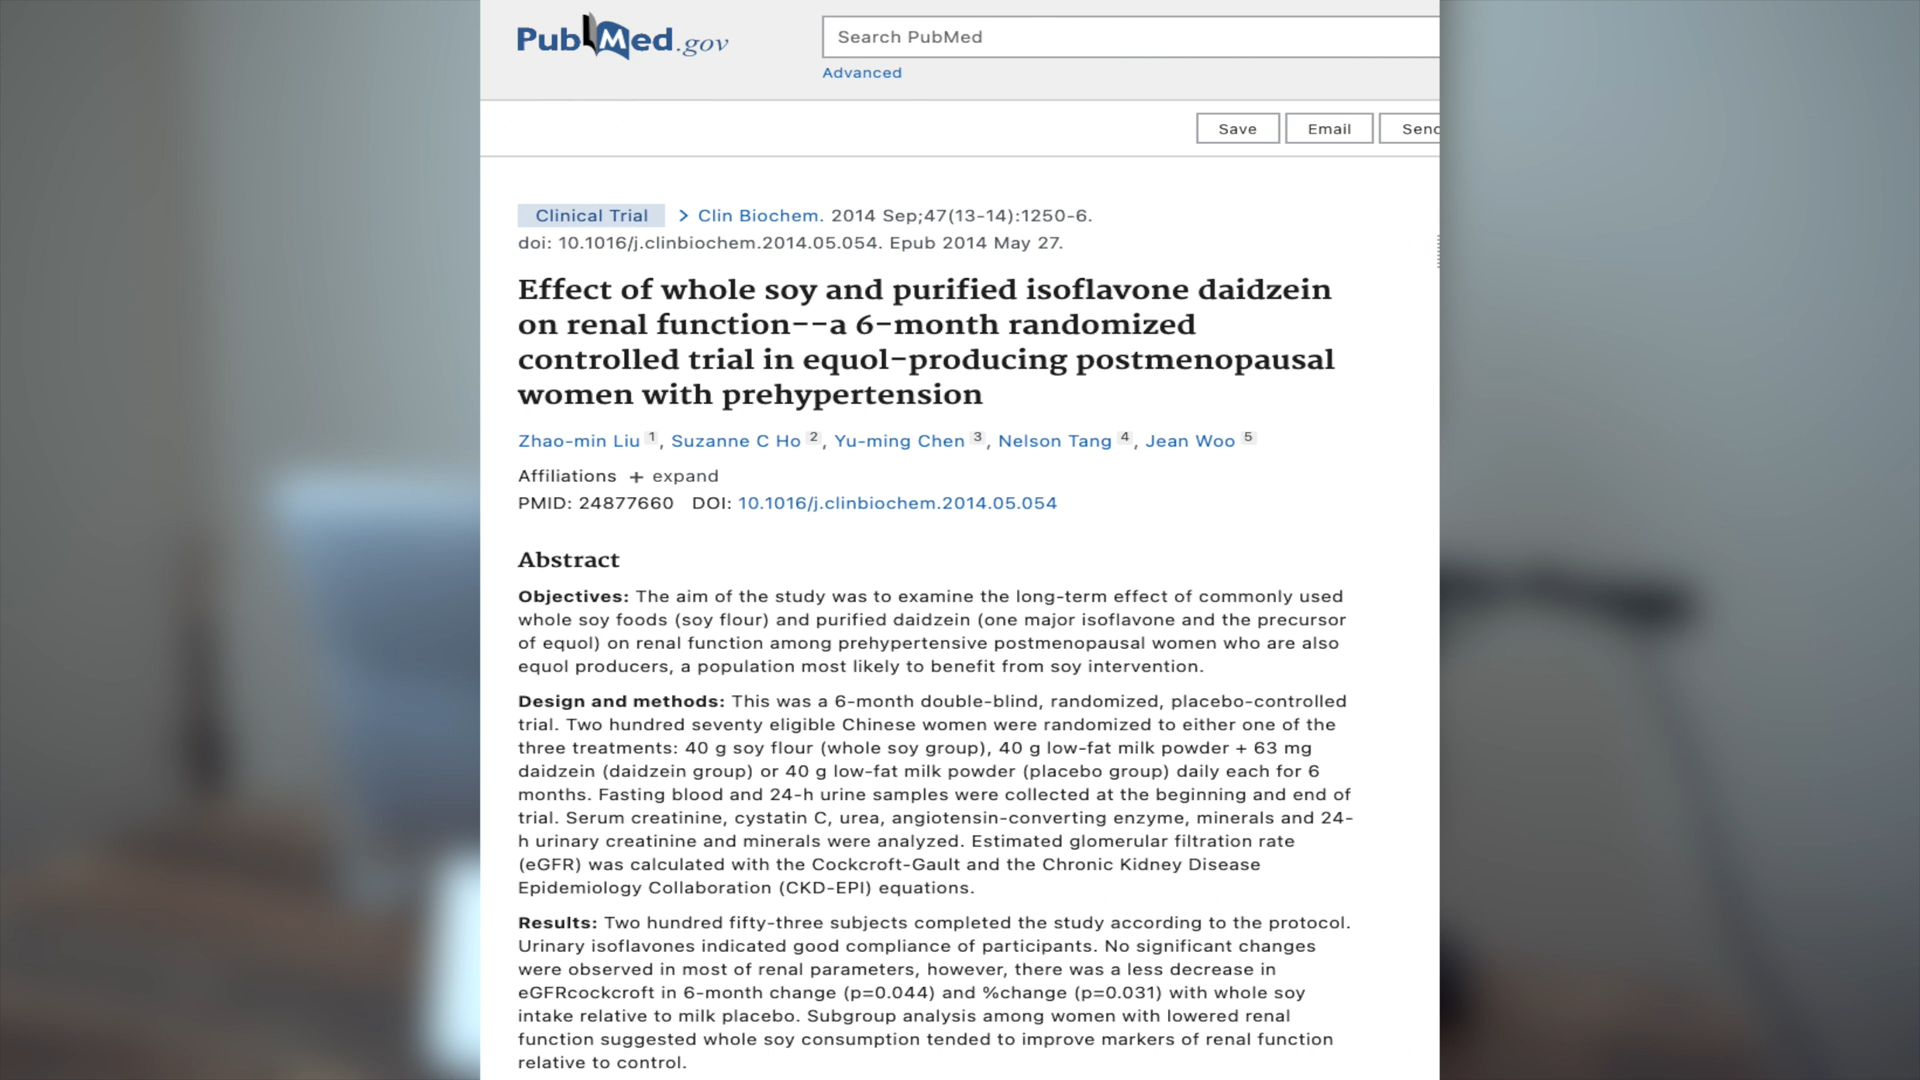 PubMed.gov
Search PubMed
Advanced
Save Email Send
Clinical Trial > Clin Biochem. 2014 Sep;47(13-14):1250-6.
doi: 10.1016/j.clinbiochem.2014.05.054. Epub 2014 May 27.
Effect of whole soy and purified isoflavone daidzein
on renal function--a 6-month randomized
controlled trial in equol-producing postmenopausal
women with prehypertension
Zhao-min Liu 1, Suzanne C Ho 2, Yu-ming Chen 3, Nelson Tang 4, Jean Woo 5
Affiliations + expand
PMID: 24877660 DOI: 10.1016/j.clinbiochem.2014.05.054
Abstract
Objectives: The aim of the study was to examine the long-term effect of commonly used
whole soy foods (soy flour) and purified daidzein (one major isoflavone and the precursor
of equol) on renal function among prehypertensive postmenopausal women who are also
equol producers, a population most likely to benefit from soy intervention.
Design and methods: This was a 6-month double-blind, randomized, placebo-controlled
trial. Two hundred seventy eligible Chinese women were randomized to either one of the
three treatments: 40 g soy flour (whole soy group), 40 g low-fat milk powder + 63 mg
daidzein (daidzein group) or 40 g low-fat milk powder (placebo group) daily each for 6
months. Fasting blood and 24-h urine samples were collected at the beginning and end of
trial. Serum creatinine, cystatin C, urea, angiotensin-converting enzyme, minerals and 24-
h urinary creatinine and minerals were analyzed. Estimated glomerular filtration rate
(eGFR) was calculated with the Cockcroft-Gault and the Chronic Kidney Disease
Epidemiology Collaboration (CKD-EPI) equations.
Results: Two hundred fifty-three subjects completed the study according to the protocol.
Urinary isoflavones indicated good compliance of participants. No significant changes
were observed in most of renal parameters, however, there was a less decrease in
eGFRcockcroft in 6-month change (p=0.044) and %change (p=0.031) with whole soy
intake relative to milk placebo. Subgroup analysis among women with lowered renal
function suggested whole soy consumption tended to improve markers of renal function
relative to control.